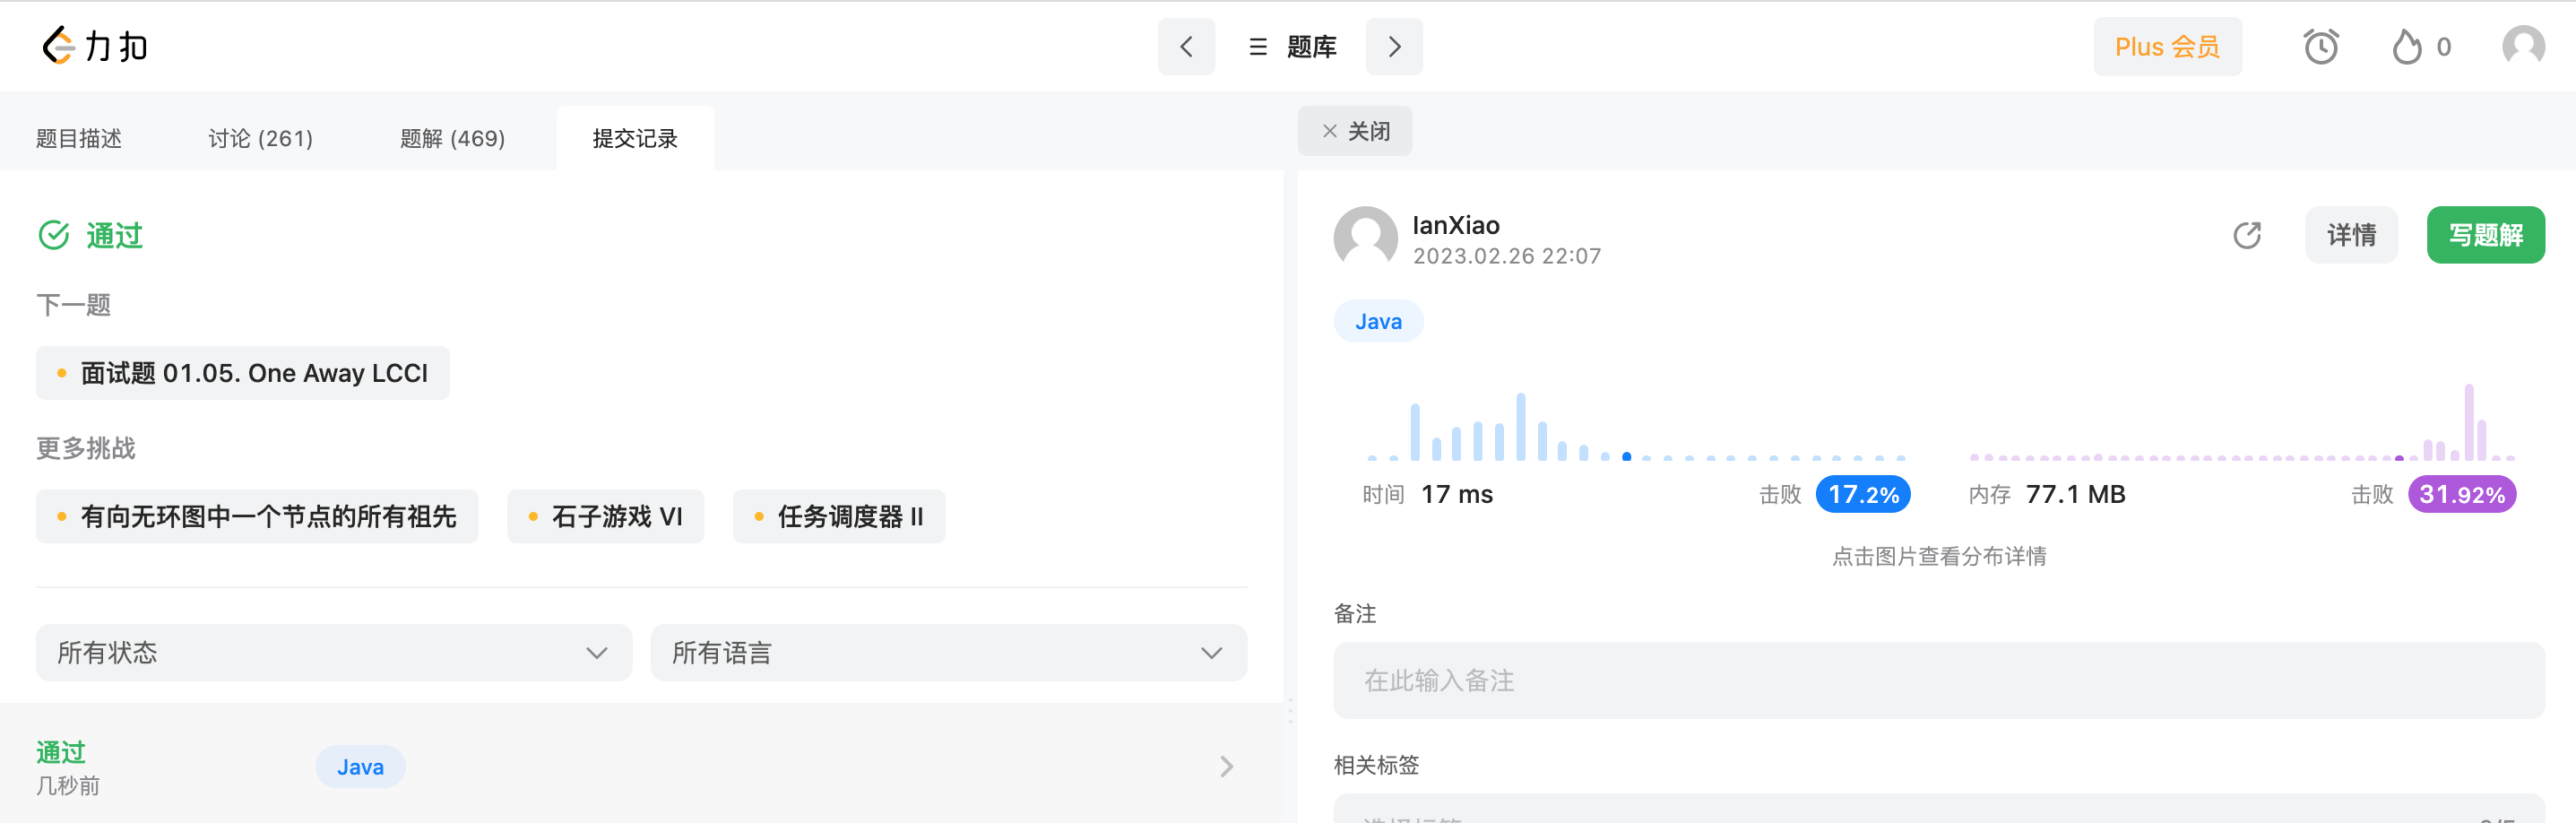 力扣
题库
Plus 会员
0
题目描述
讨论 (261)
题解 (469)
提交记录
关闭
通过
下一题
面试题 01.05. One Away LCCI
更多挑战
有向无环图中一个节点的所有祖先
石子游戏 VI
任务调度器 II
所有状态
所有语言
通过
几秒前
Java
IanXiao
2023.02.26 22:07
详情
写题解
Java
时间 17 ms
击败 17.2%
内存 77.1 MB
击败 31.92%
点击图片查看分布详情
备注
在此输入备注
相关标签